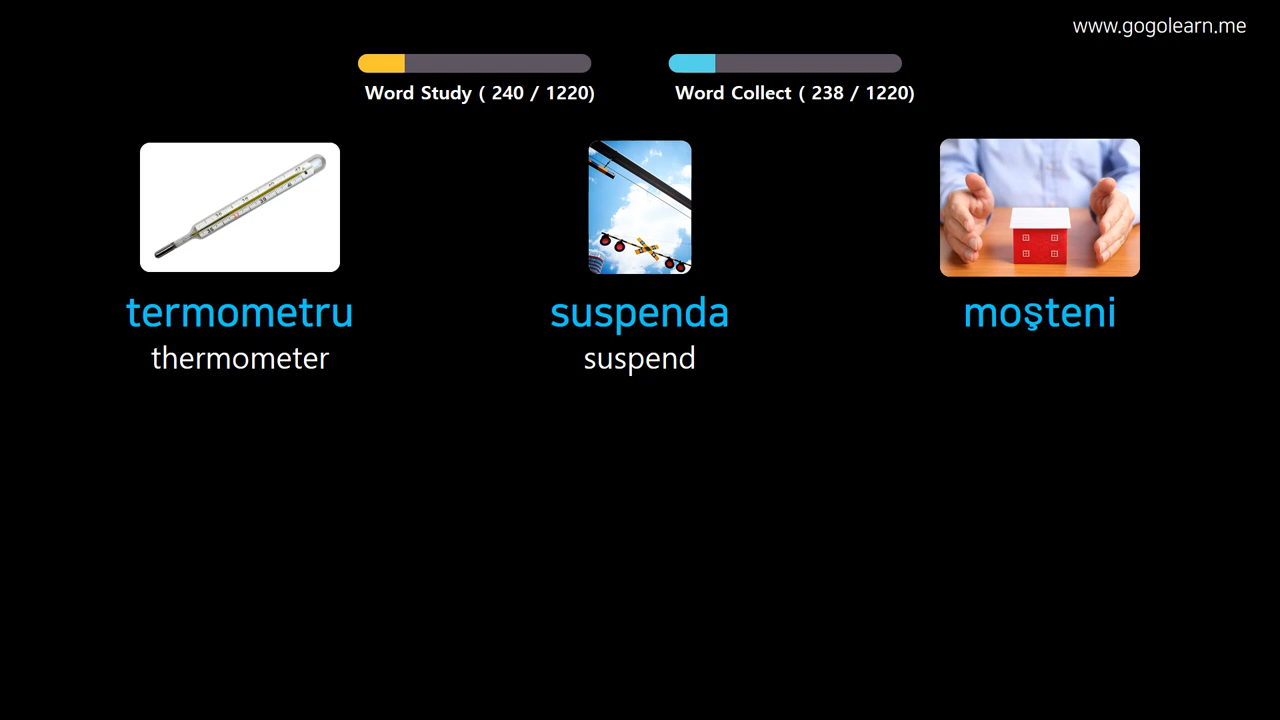 www.gogolearn.me
Word Study ( 240 / 1220)
Word Collect ( 238 / 1220)
termometru
thermometer
suspenda
suspend
moşteni